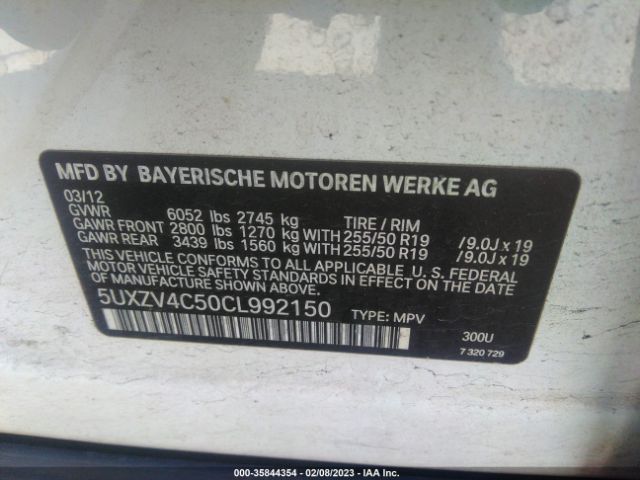 MFD BY BAYERISCHE MOTOREN WERKE AG
03/12
GVWR 6052 lbs 2745 kg TIRE / RIM
GAWR FRONT 2800 lbs 1270 kg WITH 255/50 R19 /9.0J x 19
GAWR REAR 3439 lbs 1560 kg WITH 255/50 R19 /9.0J x 19
THIS VEHICLE CONFORMS TO ALL APPLICABLE U. S. FEDERAL
MOTOR VEHICLE SAFETY STANDARDS IN EFFECT ON THE DATE
OF MANUFACTURE SHOWN ABOVE.
5UXZV4C50CL992150 TYPE: MPV 300U
7 320 729
000-35844354 - 02/08/2023 - IAA Inc.